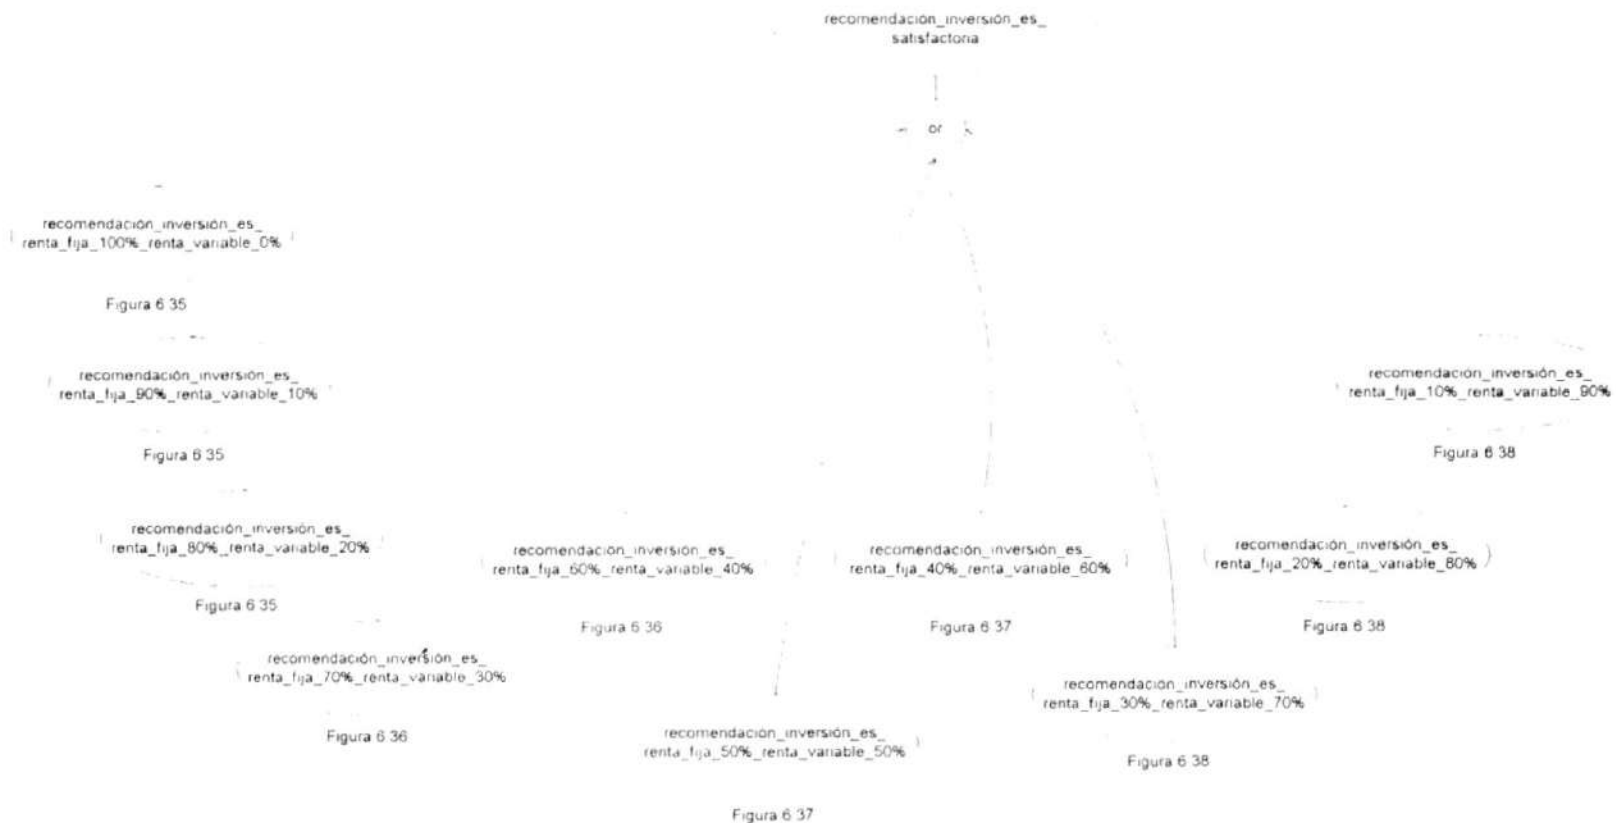 recomendación_inversión_es_
satisfactoria
or
recomendación_inversión_es_
renta_fija_100%_renta_variable_0%
Figura 6 35
recomendación_inversión_es_
renta_fija_90%_renta_variable_10%
Figura 6 35
recomendación_inversión_es_
renta_fija_10%_renta_variable_90%
Figura 6 38
recomendación_inversión_es_
renta_fija_80%_renta_variable_20%
Figura 6 35
recomendación_inversión_es_
renta_fija_60%_renta_variable_40%
Figura 6 36
recomendación_inversión_es_
renta_fija_40%_renta_variable_60%
Figura 6 37
recomendación_inversión_es_
renta_fija_20%_renta_variable_80%
Figura 6 38
recomendación_inversión_es_
renta_fija_70%_renta_variable_30%
Figura 6 36
recomendación_inversión_es_
renta_fija_50%_renta_variable_50%
Figura 6 37
recomendación_inversión_es_
renta_fija_30%_renta_variable_70%
Figura 6 38